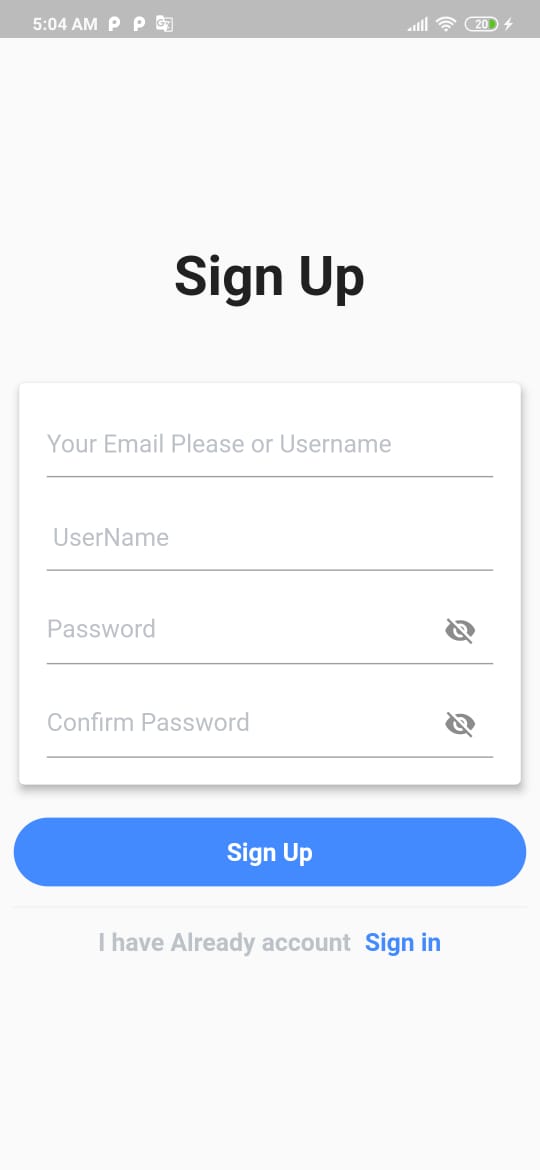 5:04 AM
20
Sign Up
Your Email Please or Username
UserName
Password
Confirm Password
Sign Up
I have Already account Sign in